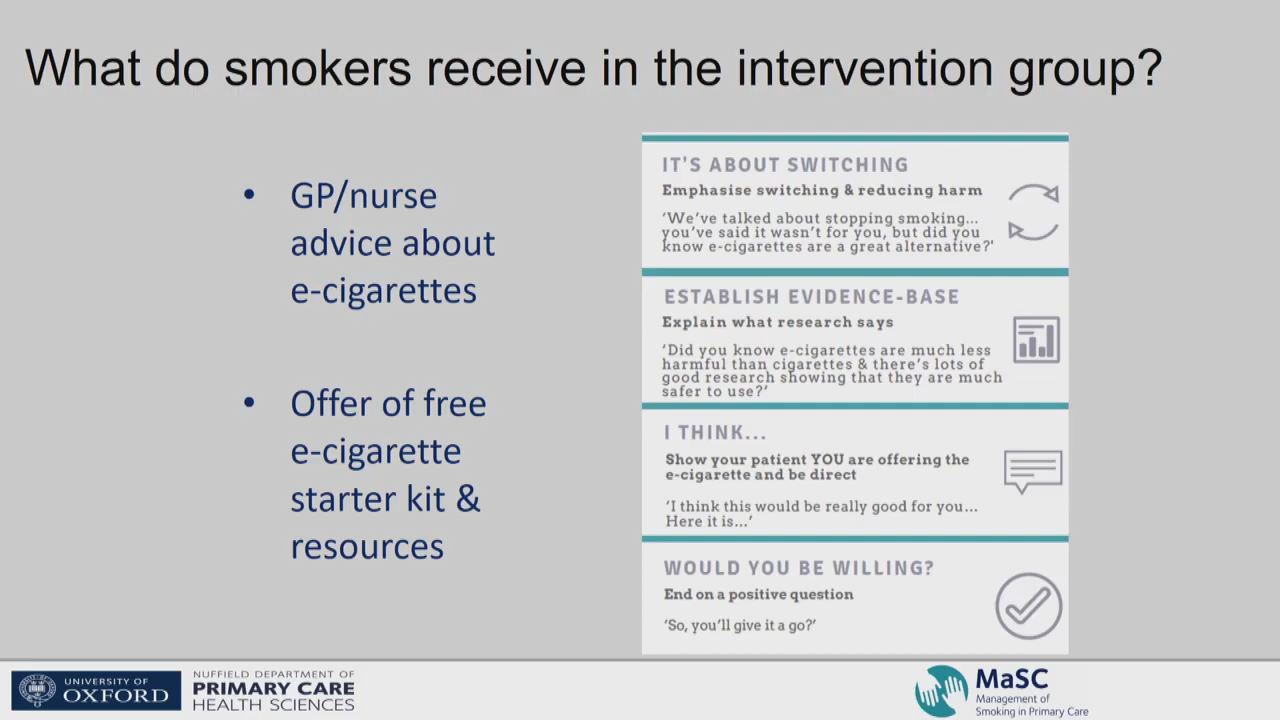 What do smokers receive in the intervention group?
• GP/nurse
advice about
e-cigarettes
• Offer of free
e-cigarette
starter kit &
resources
IT'S ABOUT SWITCHING
Emphasise switching & reducing harm
‘We’ve talked about stopping smoking...
you’ve said it wasn’t for you, but did you
know e-cigarettes are a great alternative?'
ESTABLISH EVIDENCE-BASE
Explain what research says
‘Did you know e-cigarettes are much less
harmful than cigarettes & there’s lots of
good research showing that they are much
safer to use?’
I THINK...
Show your patient YOU are offering the
e-cigarette and be direct
‘I think this would be really good for you...
Here it is...’
WOULD YOU BE WILLING?
End on a positive question
‘So, you’ll give it a go?’
UNIVERSITY OF
OXFORD
NUFFIELD DEPARTMENT OF
PRIMARY CARE
HEALTH SCIENCES
MaSC
Management of
Smoking in Primary Care